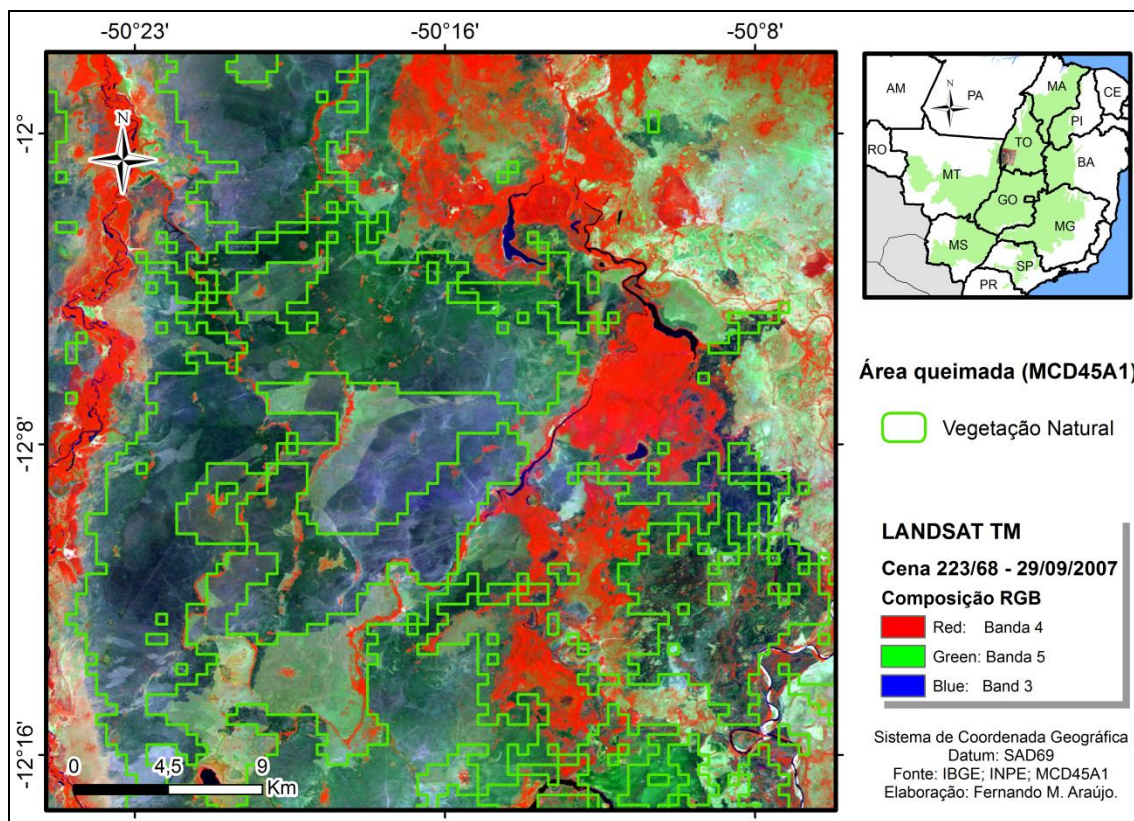 -50°23'
-50°16'
-50°8'
-12°
-12°8'
-12°16'
N
0
4,5
9
Km
AM
N
PA
MA
CE
PI
RO
TO
MT
BA
GO
MG
MS
SP
PR
Área queimada (MCD45A1)
Vegetação Natural
LANDSAT TM
Cena 223/68 - 29/09/2007
Composição RGB
Red: Banda 4
Green: Banda 5
Blue: Band 3
Sistema de Coordenada Geográfica
Datum: SAD69
Fonte: IBGE; INPE; MCD45A1
Elaboração: Fernando M. Araújo.